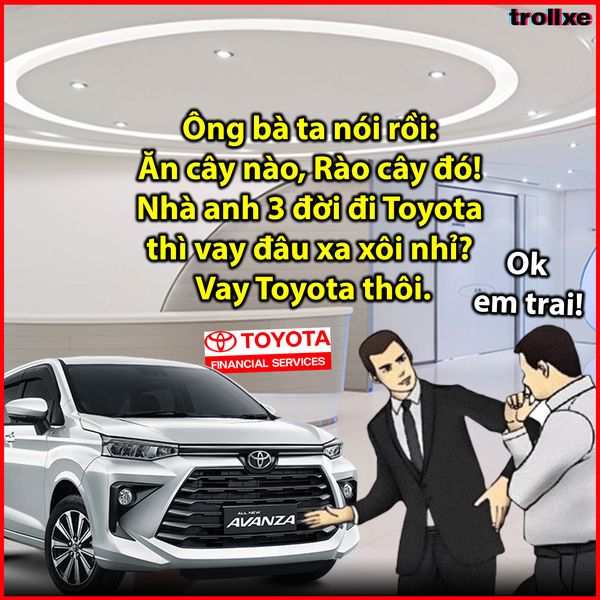 trollxe
Ông bà ta nói rồi:
Ăn cây nào, Rào cây đó!
Nhà anh 3 đời đi Toyota
thì vay đâu xa xôi nhỉ?
Vay Toyota thôi.
Ok
em trai!
TOYOTA
FINANCIAL SERVICES
ALL NEW
AVANZA